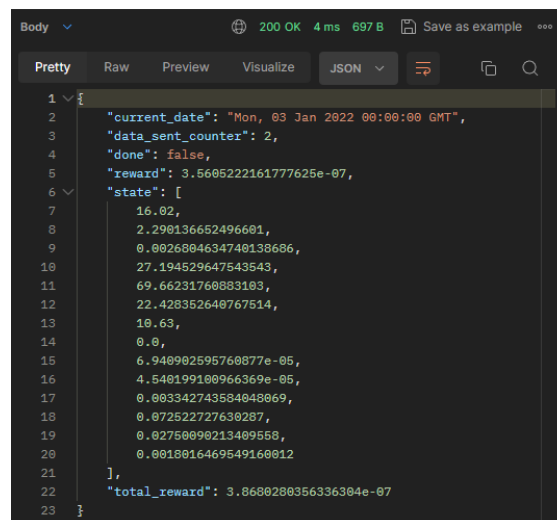 Body 200 OK 4 ms 697 B Save as example
Pretty Raw Preview Visualize JSON
1 {
2 "current_date": "Mon, 03 Jan 2022 00:00:00 GMT",
3 "data_sent_counter": 2,
4 "done": false,
5 "reward": 3.5605222161777625e-07,
6 "state": [
7 16.02,
8 2.290136652496601,
9 0.0026804634740138686,
10 27.194529647543543,
11 69.66231760883103,
12 22.428352640767514,
13 10.63,
14 0.0,
15 6.940902595760877e-05,
16 4.540199100966369e-05,
17 0.003342743584048069,
18 0.072522727630287,
19 0.02750090213409558,
20 0.0018016469549160012
21 ],
22 "total_reward": 3.8680280356336304e-07
23 }